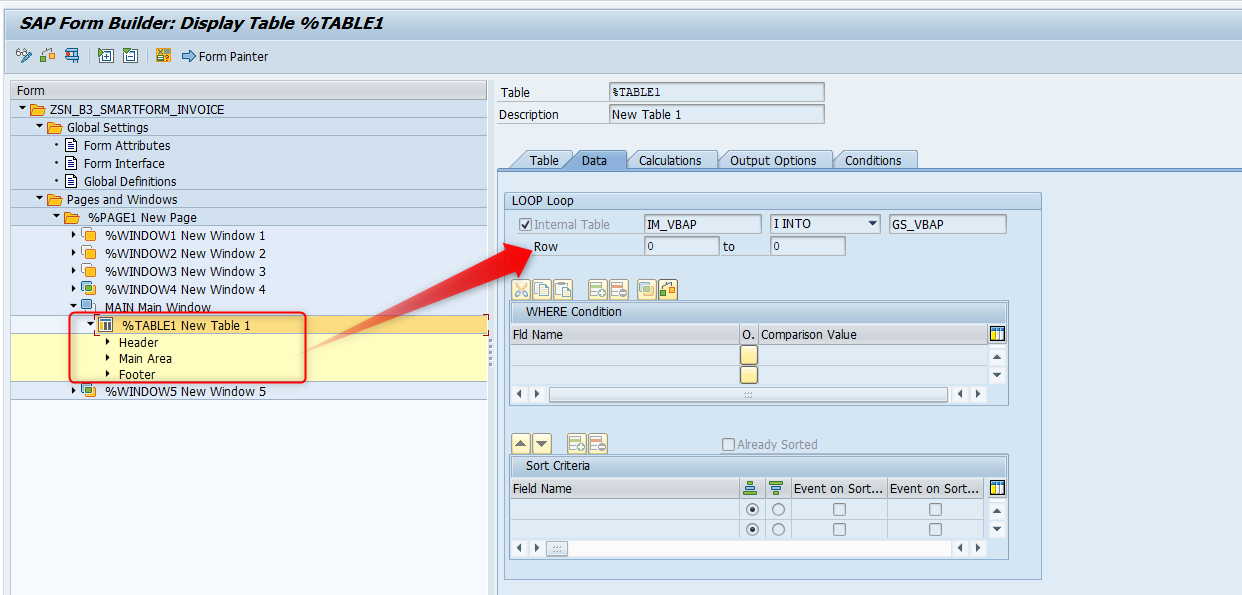 SAP Form Builder: Display Table %TABLE1
Form Painter
Form
ZSN_B3_SMARTFORM_INVOICE
Global Settings
Form Attributes
Form Interface
Global Definitions
Pages and Windows
%PAGE1 New Page
%WINDOW1 New Window 1
%WINDOW2 New Window 2
%WINDOW3 New Window 3
%WINDOW4 New Window 4
MAIN Main Window
%TABLE1 New Table 1
Header
Main Area
Footer
%WINDOW5 New Window 5
Table %TABLE1
Description New Table 1
Table Data Calculations Output Options Conditions
LOOP Loop
Internal Table IM_VBAP I INTO GS_VBAP
Row 0 to 0
WHERE Condition
Fld Name O. Comparison Value
Already Sorted
Sort Criteria
Field Name Event on Sort... Event on Sort...